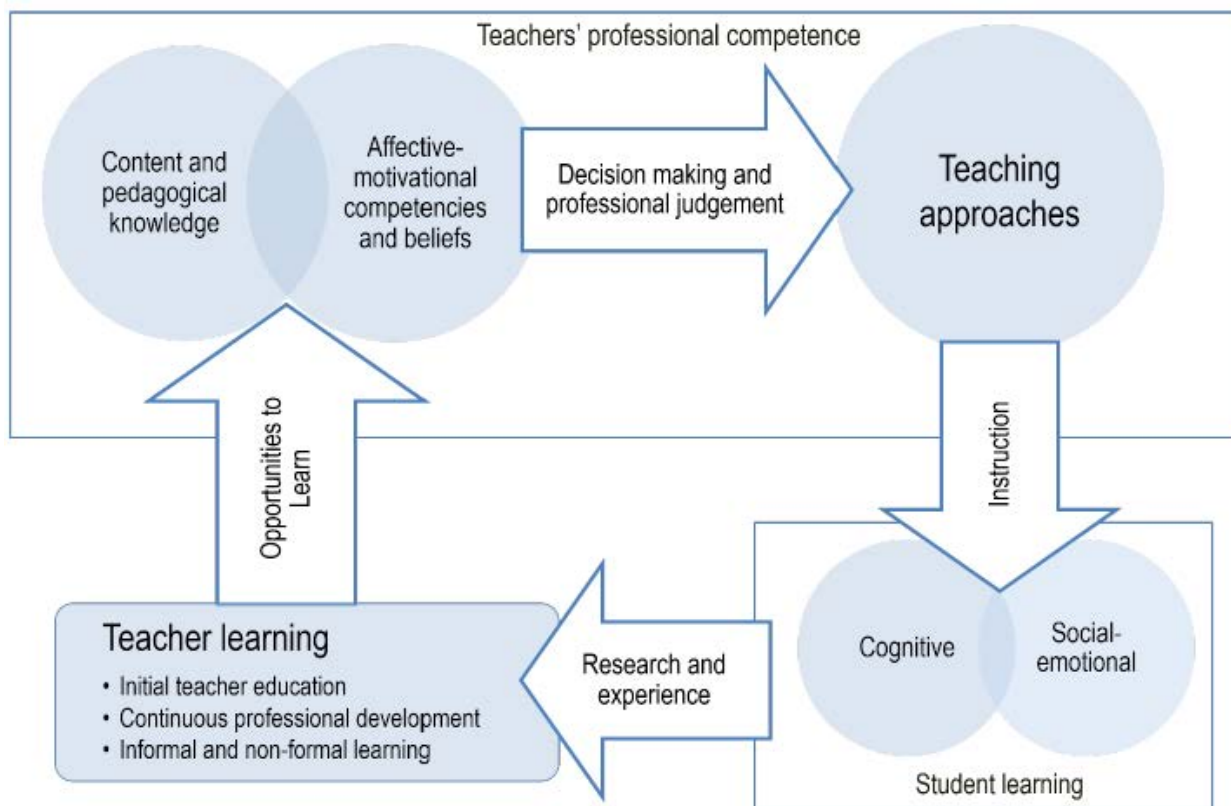 Teachers’ professional competence
Content and
pedagogical
knowledge
Affective-
motivational
competencies
and beliefs
Decision making and
professional judgement
Teaching
approaches
Instruction
Cognitive
Social-
emotional
Student learning
Research and
experience
Teacher learning
• Initial teacher education
• Continuous professional development
• Informal and non-formal learning
Opportunities to
Learn